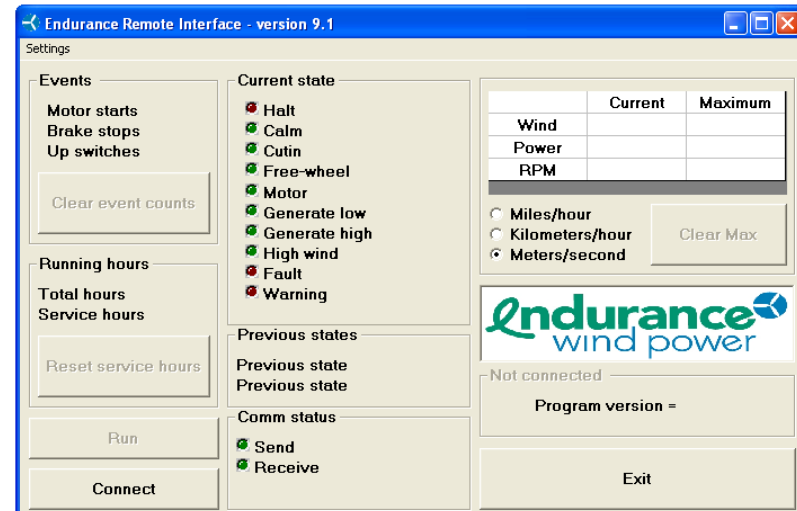 Endurance Remote Interface - version 9.1
Settings
Events
Motor starts
Brake stops
Up switches
Clear event counts
Running hours
Total hours
Service hours
Reset service hours
Run
Connect
Current state
Halt
Calm
Cutin
Free-wheel
Motor
Generate low
Generate high
High wind
Fault
Warning
Previous states
Previous state
Previous state
Comm status
Send
Receive
Current Maximum
Wind
Power
RPM
Miles/hour
Kilometers/hour
Meters/second
Clear Max
endurance
wind power
Not connected
Program version =
Exit